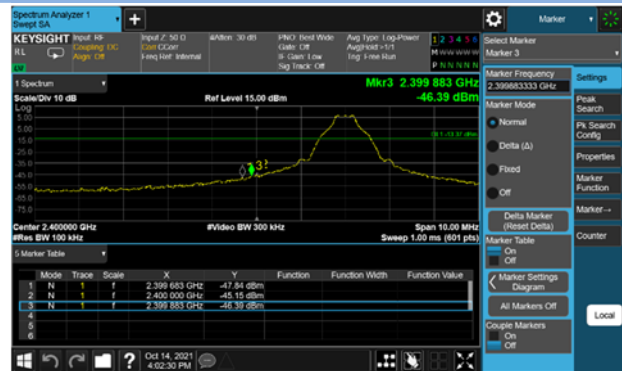 Spectrum Analyzer 1
Swept SA
Marker
KEYSIGHT
RL
Input: RF
Coupling: DC
Align: Off
Input Z: 50 Ω
Corr CCorr
Freq Ref: Internal
#Atten: 30 dB
PNO: Best Wide
Gate: Off
IF Gain: Low
Sig Track: Off
Avg Type: Log-Power
Avg|Hold:>1/1
Trig: Free Run
1 2 3 4 5 6
M W W W W W
P N N N N N
1 Spectrum
Scale/Div 10 dB
Log
Ref Level 15.00 dBm
Mkr3 2.399 883 GHz
-46.39 dBm
5.00
-5.00
-15.0
-25.0
-35.0
-45.0
-55.0
-65.0
-75.0
Center 2.400000 GHz
#Res BW 100 kHz
#Video BW 300 kHz
Span 10.00 MHz
Sweep 1.00 ms (601 pts)
5 Marker Table
Mode Trace Scale X Y Function Function Width Function Value
1 N 1 f 2.399 683 GHz -47.84 dBm
2 N 1 f 2.400 000 GHz -45.15 dBm
3 N 1 f 2.399 883 GHz -46.39 dBm
4
5
6
Oct 14, 2021
4:02:30 PM
Select Marker
Marker 3
Marker Frequency
2.399883333 GHz
Marker Mode
Normal
Delta (Δ)
Fixed
Off
Delta Marker
(Reset Delta)
Marker Table
On
Off
Marker Settings
Diagram
All Markers Off
Couple Markers
On
Off
Settings
Peak
Search
Pk Search
Config
Properties
Marker
Function
Marker→
Counter
Local